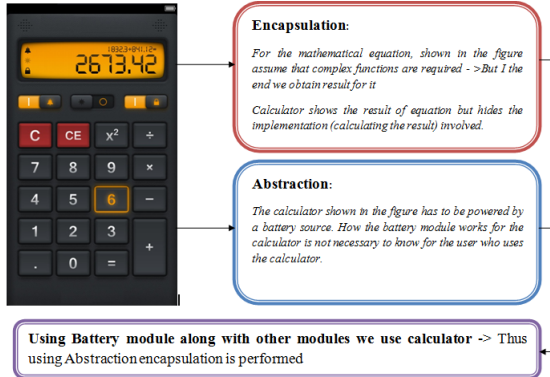 1832.3+841.12=
2673.42
C CE x² ÷
7 8 9 ×
4 5 6 −
1 2 3 +
. 0 =
Encapsulation:
For the mathematical equation, shown in the figure
assume that complex functions are required - >But I the
end we obtain result for it
Calculator shows the result of equation but hides the
implementation (calculating the result) involved.
Abstraction:
The calculator shown in the figure has to be powered by
a battery source. How the battery module works for the
calculator is not necessary to know for the user who uses
the calculator.
Using Battery module along with other modules we use calculator -> Thus
using Abstraction encapsulation is performed